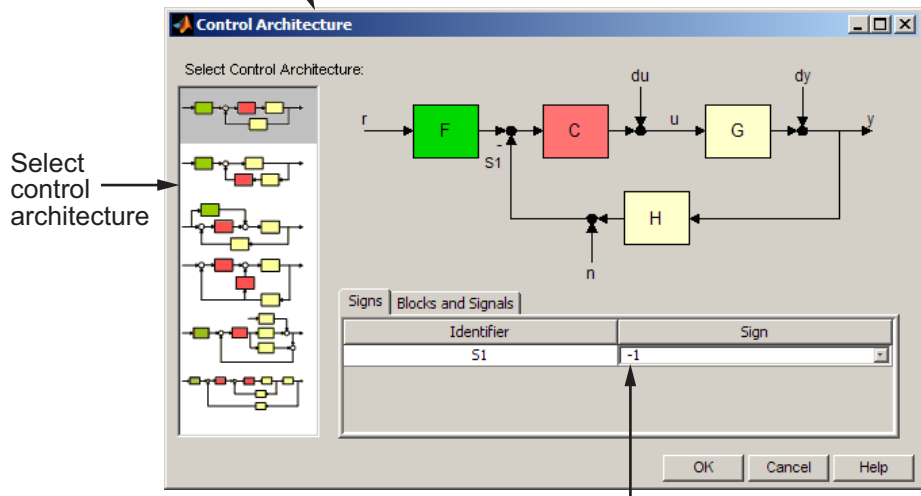 Control Architecture
Select Control Architecture:
Select
control
architecture
r
F
-
S1
C
du
u
G
dy
y
H
n
Signs
Blocks and Signals
Identifier
Sign
S1
-1
OK
Cancel
Help